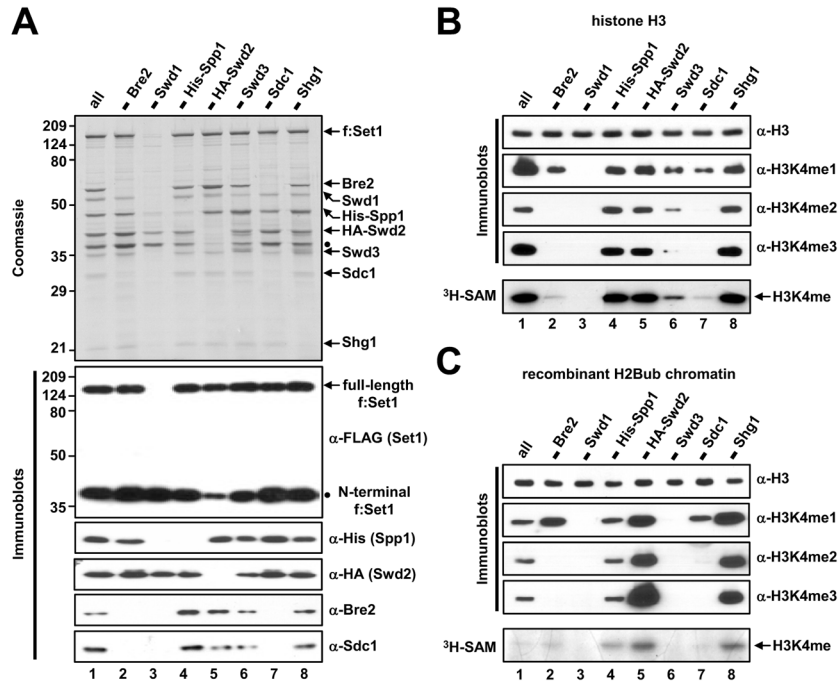 A
all
- Bre2
- Swd1
- His-Spp1
- HA-Swd2
- Swd3
- Sdc1
- Shg1
Coomassie
209
124
80
50
35
29
21
f:Set1
Bre2
Swd1
His-Spp1
HA-Swd2
•
Swd3
Sdc1
Shg1
Immunoblots
209
124
80
50
35
full-length
f:Set1
α-FLAG (Set1)
N-terminal •
f:Set1
α-His (Spp1)
α-HA (Swd2)
α-Bre2
α-Sdc1
1 2 3 4 5 6 7 8
B
histone H3
all
- Bre2
- Swd1
- His-Spp1
- HA-Swd2
- Swd3
- Sdc1
- Shg1
Immunoblots
α-H3
α-H3K4me1
α-H3K4me2
α-H3K4me3
³H-SAM
H3K4me
1 2 3 4 5 6 7 8
C
recombinant H2Bub chromatin
all
- Bre2
- Swd1
- His-Spp1
- HA-Swd2
- Swd3
- Sdc1
- Shg1
Immunoblots
α-H3
α-H3K4me1
α-H3K4me2
α-H3K4me3
³H-SAM
H3K4me
1 2 3 4 5 6 7 8